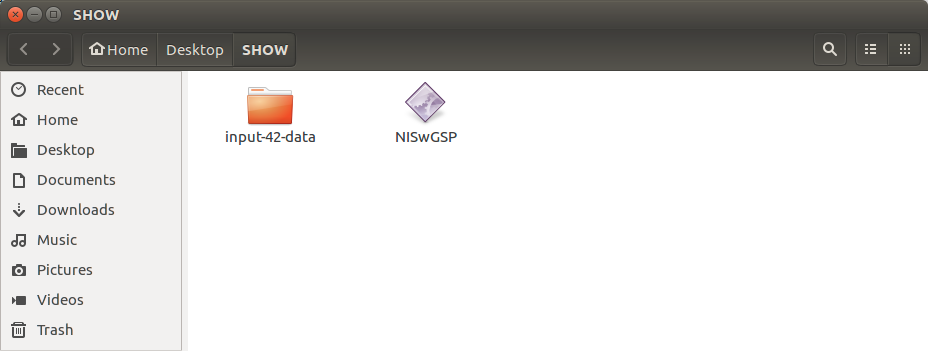 SHOW
Home Desktop SHOW
Recent
Home
Desktop
Documents
Downloads
Music
Pictures
Videos
Trash
input-42-data
NISwGSP